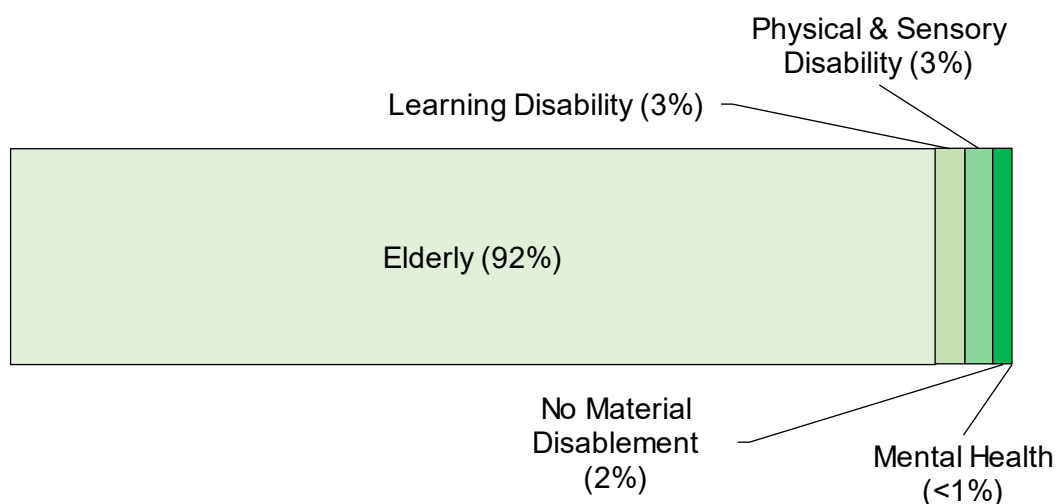 Physical & Sensory
Disability (3%)
Learning Disability (3%)
Elderly (92%)
No Material
Disablement
(2%)
Mental Health
(<1%)